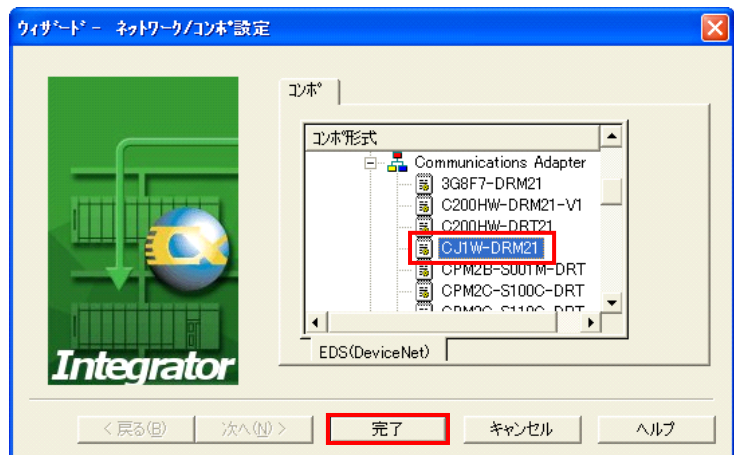 ウィザード - ネットワーク/コンポ設定
コンポ
コンポ形式
Communications Adapter
3G8F7-DRM21
C200HW-DRM21-V1
C200HW-DRT21
CJ1W-DRM21
CPM2B-S001M-DRT
CPM2C-S100C-DRT
CPM2C-S110C-DRT
EDS(DeviceNet)
Integrator
< 戻る(B)
次へ(N) >
完了
キャンセル
ヘルプ